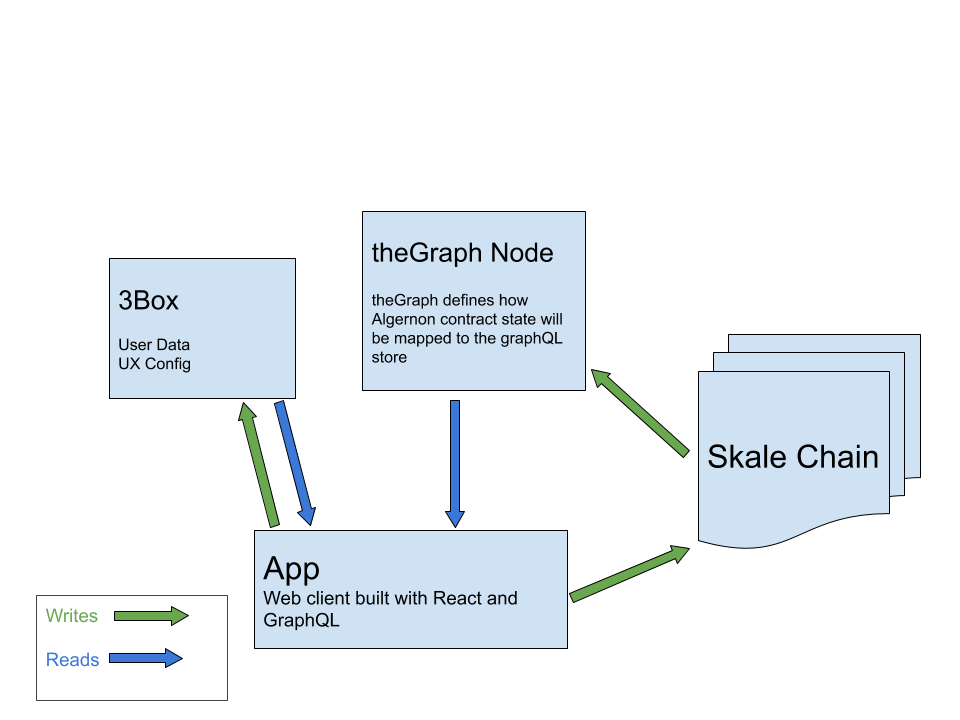 theGraph Node
theGraph defines how
Algernon contract state will
be mapped to the graphQL
store
3Box
User Data
UX Config
Skale Chain
App
Web client built with React and
GraphQL
Writes
Reads